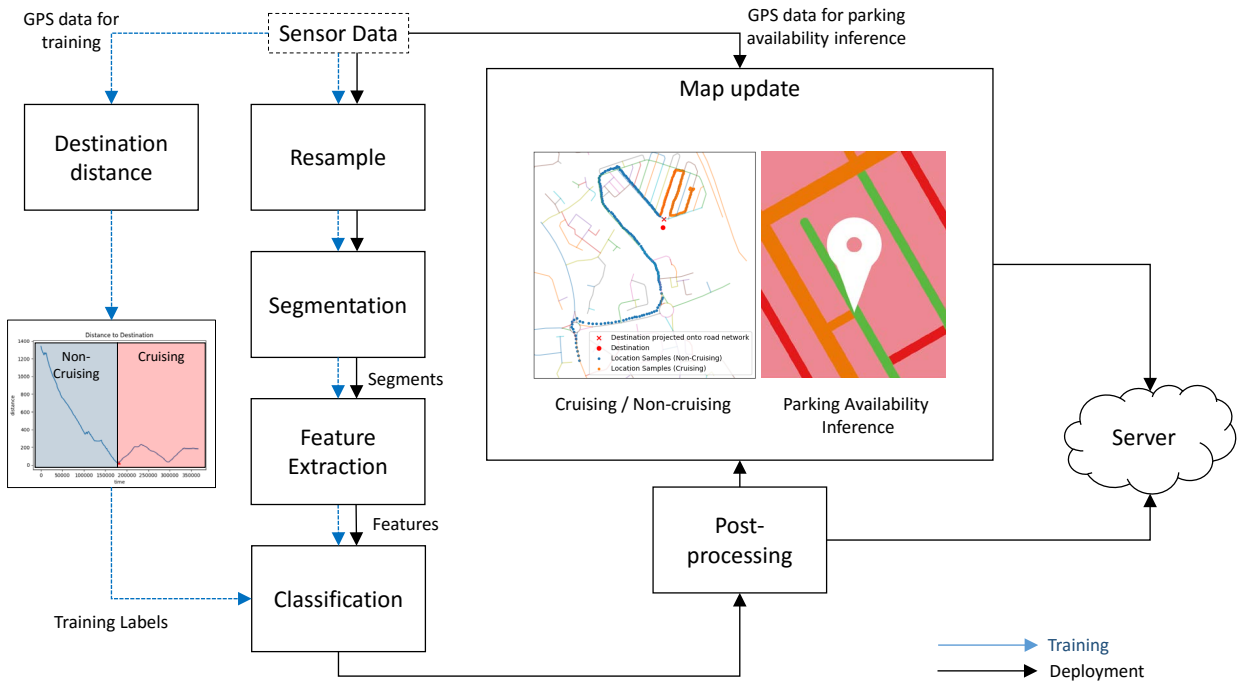 GPS data for
training
Sensor Data
GPS data for parking
availability inference
Destination
distance
Resample
Map update
Segmentation
Segments
Feature
Extraction
Features
Classification
Distance to Destination
Non-
Cruising
Cruising
distance
1400
1200
1000
800
600
400
200
0
0 50000 100000 150000 200000 250000 300000 350000
time
Training Labels
Destination projected onto road network
Destination
Location Samples (Non-Cruising)
Location Samples (Cruising)
Cruising / Non-cruising
Parking Availability
Inference
Post-
processing
Server
Training
Deployment